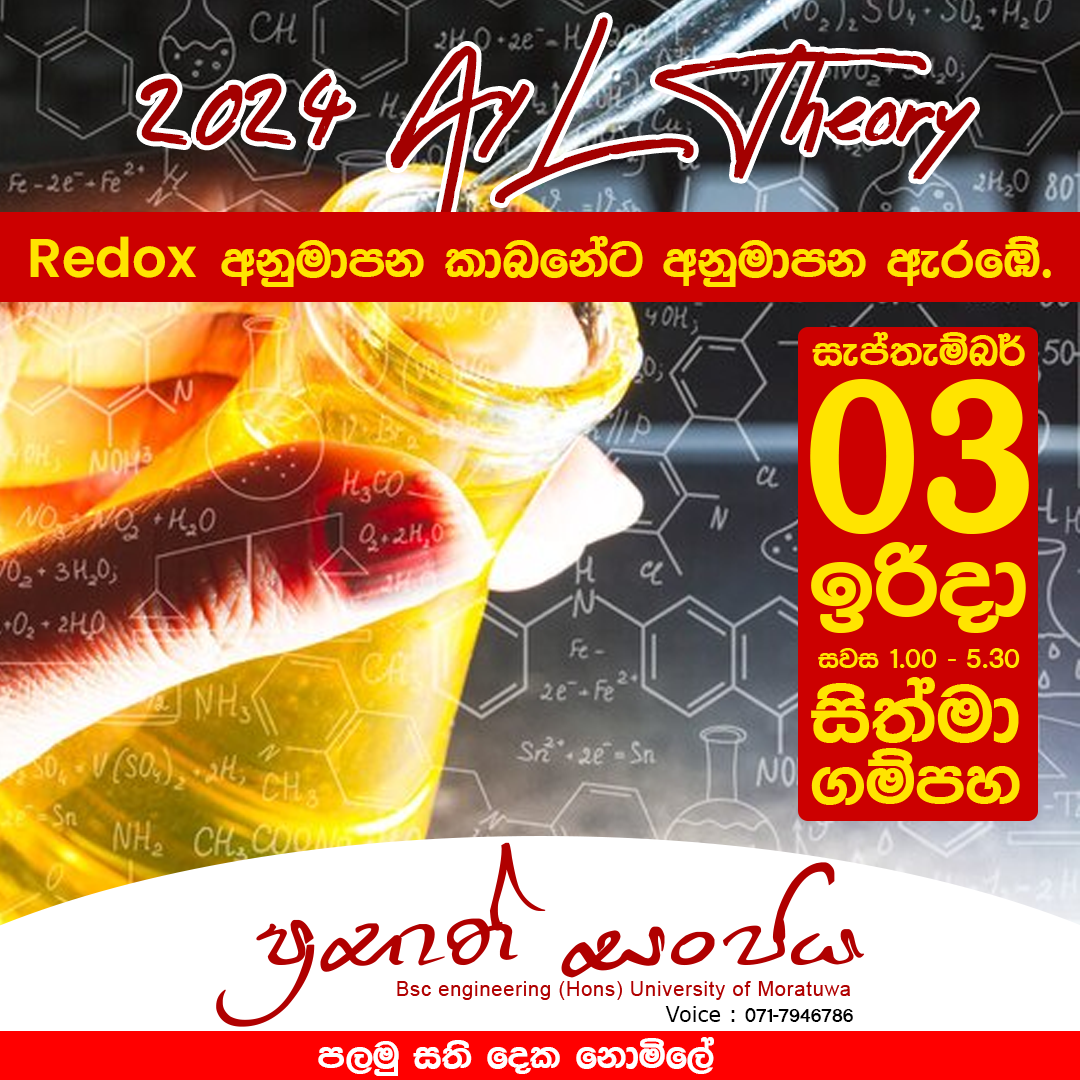 2024 A/L Theory
Redox අනුමාපන කාබනේට අනුමාපන ඇරඹේ.
සැප්තැම්බර්
03
ඉරිදා
සවස 1.00 - 5.30
සිත්මා
ගම්පහ
ප්‍රසාත් සංජය
Bsc engineering (Hons) University of Moratuwa
Voice : 071-7946786
පලමු සති දෙක නොමිලේ